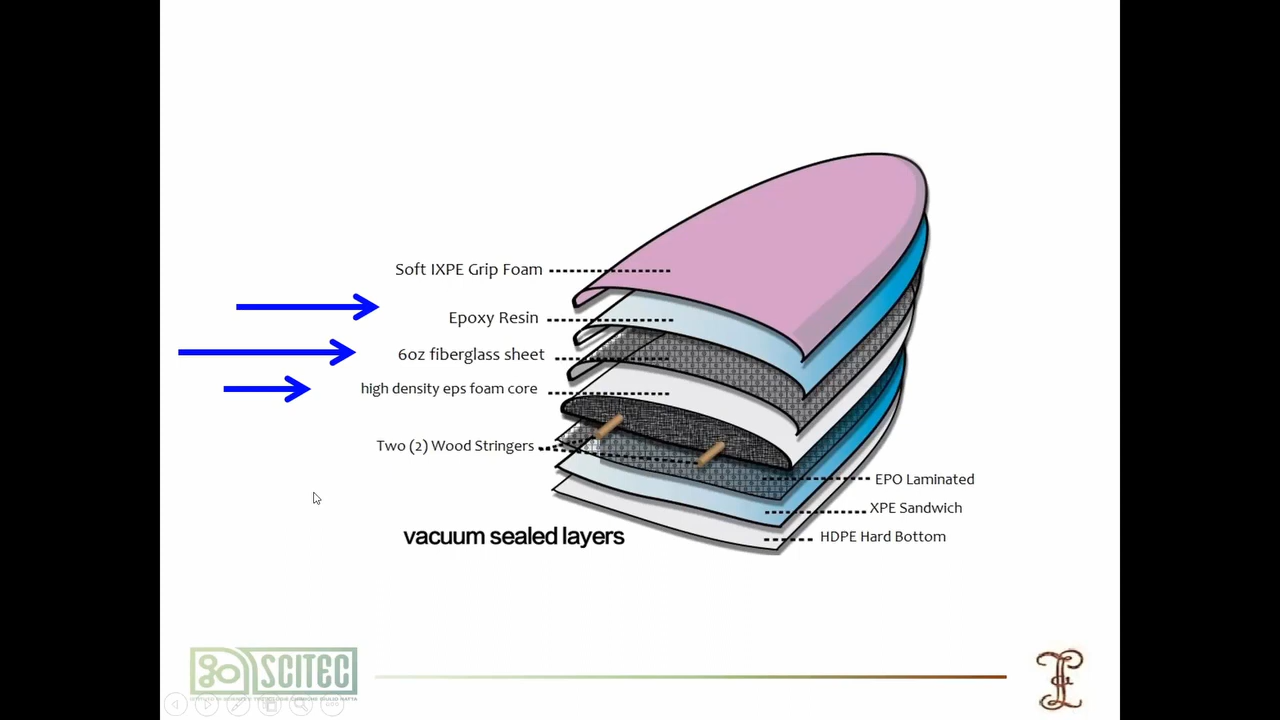 Soft IXPE Grip Foam
Epoxy Resin
6oz fiberglass sheet
high density eps foam core
Two (2) Wood Stringers
EPO Laminated
XPE Sandwich
HDPE Hard Bottom
vacuum sealed layers
SCITEC